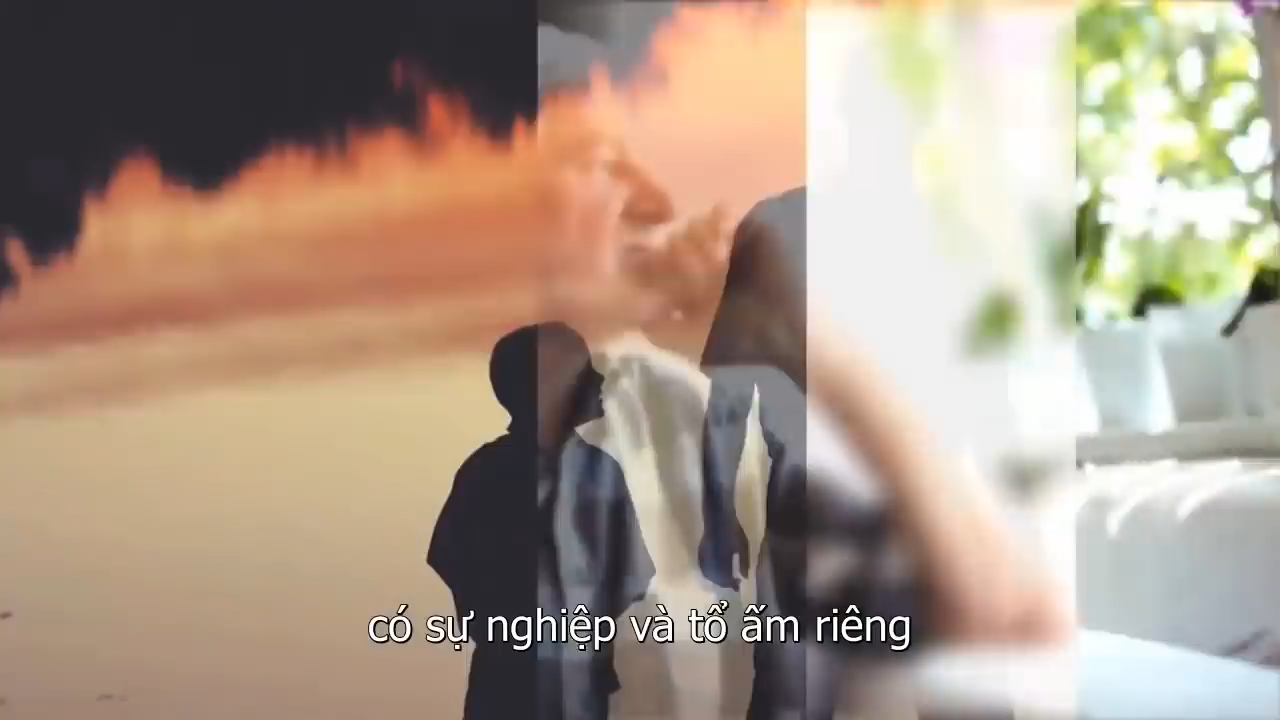 có sự nghiệp và tổ ấm riêng